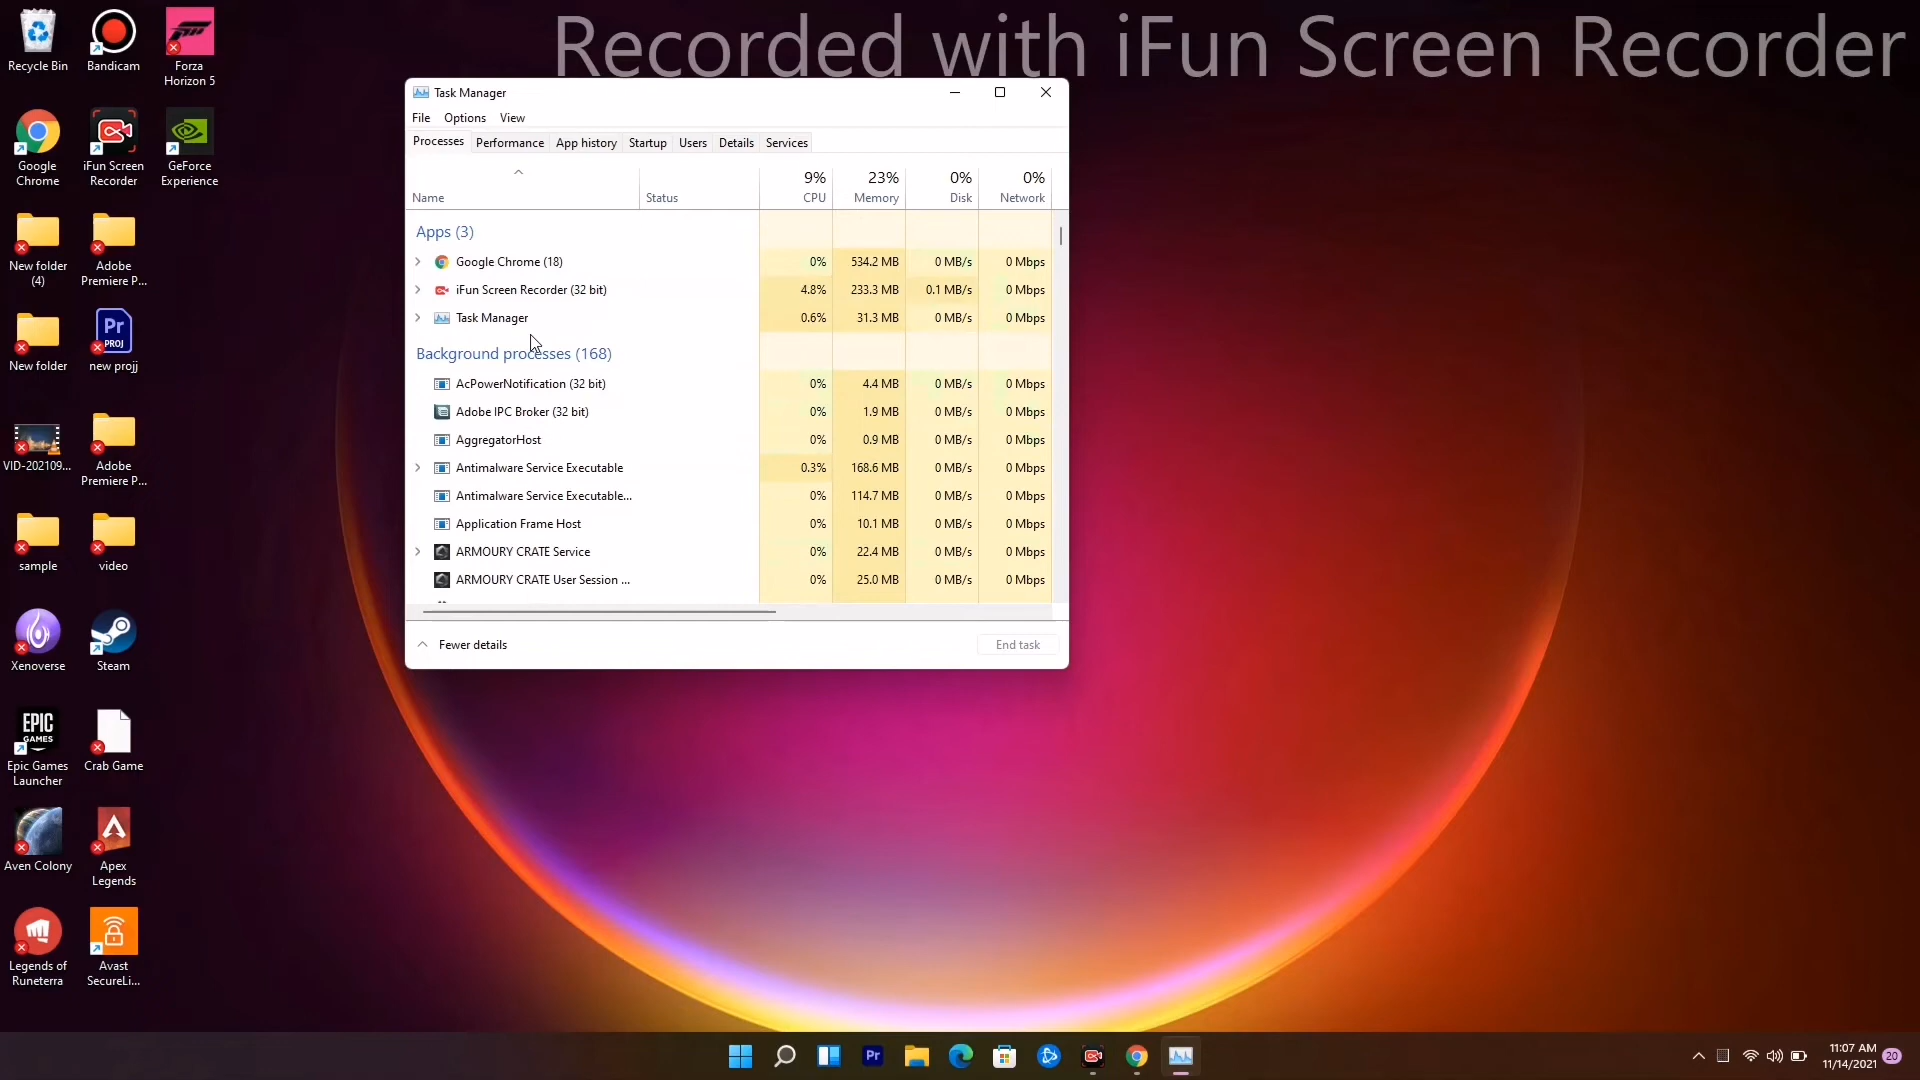 Recorded with iFun Screen Recorder
Recycle Bin
Bandicam
Forza
Horizon 5
Google
Chrome
iFun Screen
Recorder
GeForce
Experience
New folder
(4)
Adobe
Premiere P...
New folder
PROJ
Pr
new projj
VID-202109...
Adobe
Premiere P...
sample
video
Xenoverse
Steam
EPIC
GAMES
Epic Games
Launcher
Crab Game
Aven Colony
Apex
Legends
Legends of
Runeterra
Avast
SecureLi...
Task Manager
File Options View
Processes Performance App history Startup Users Details Services
9% 23% 0% 0%
Name Status CPU Memory Disk Network
Apps (3)
Google Chrome (18) 0% 534.2 MB 0 MB/s 0 Mbps
iFun Screen Recorder (32 bit) 4.8% 233.3 MB 0.1 MB/s 0 Mbps
Task Manager 0.6% 31.3 MB 0 MB/s 0 Mbps
Background processes (168)
AcPowerNotification (32 bit) 0% 4.4 MB 0 MB/s 0 Mbps
Adobe IPC Broker (32 bit) 0% 1.9 MB 0 MB/s 0 Mbps
AggregatorHost 0% 0.9 MB 0 MB/s 0 Mbps
Antimalware Service Executable 0.3% 168.6 MB 0 MB/s 0 Mbps
Antimalware Service Executable... 0% 114.7 MB 0 MB/s 0 Mbps
Application Frame Host 0% 10.1 MB 0 MB/s 0 Mbps
ARMOURY CRATE Service 0% 22.4 MB 0 MB/s 0 Mbps
ARMOURY CRATE User Session ... 0% 25.0 MB 0 MB/s 0 Mbps
Fewer details
End task
Pr
11:07 AM
11/14/2021
20